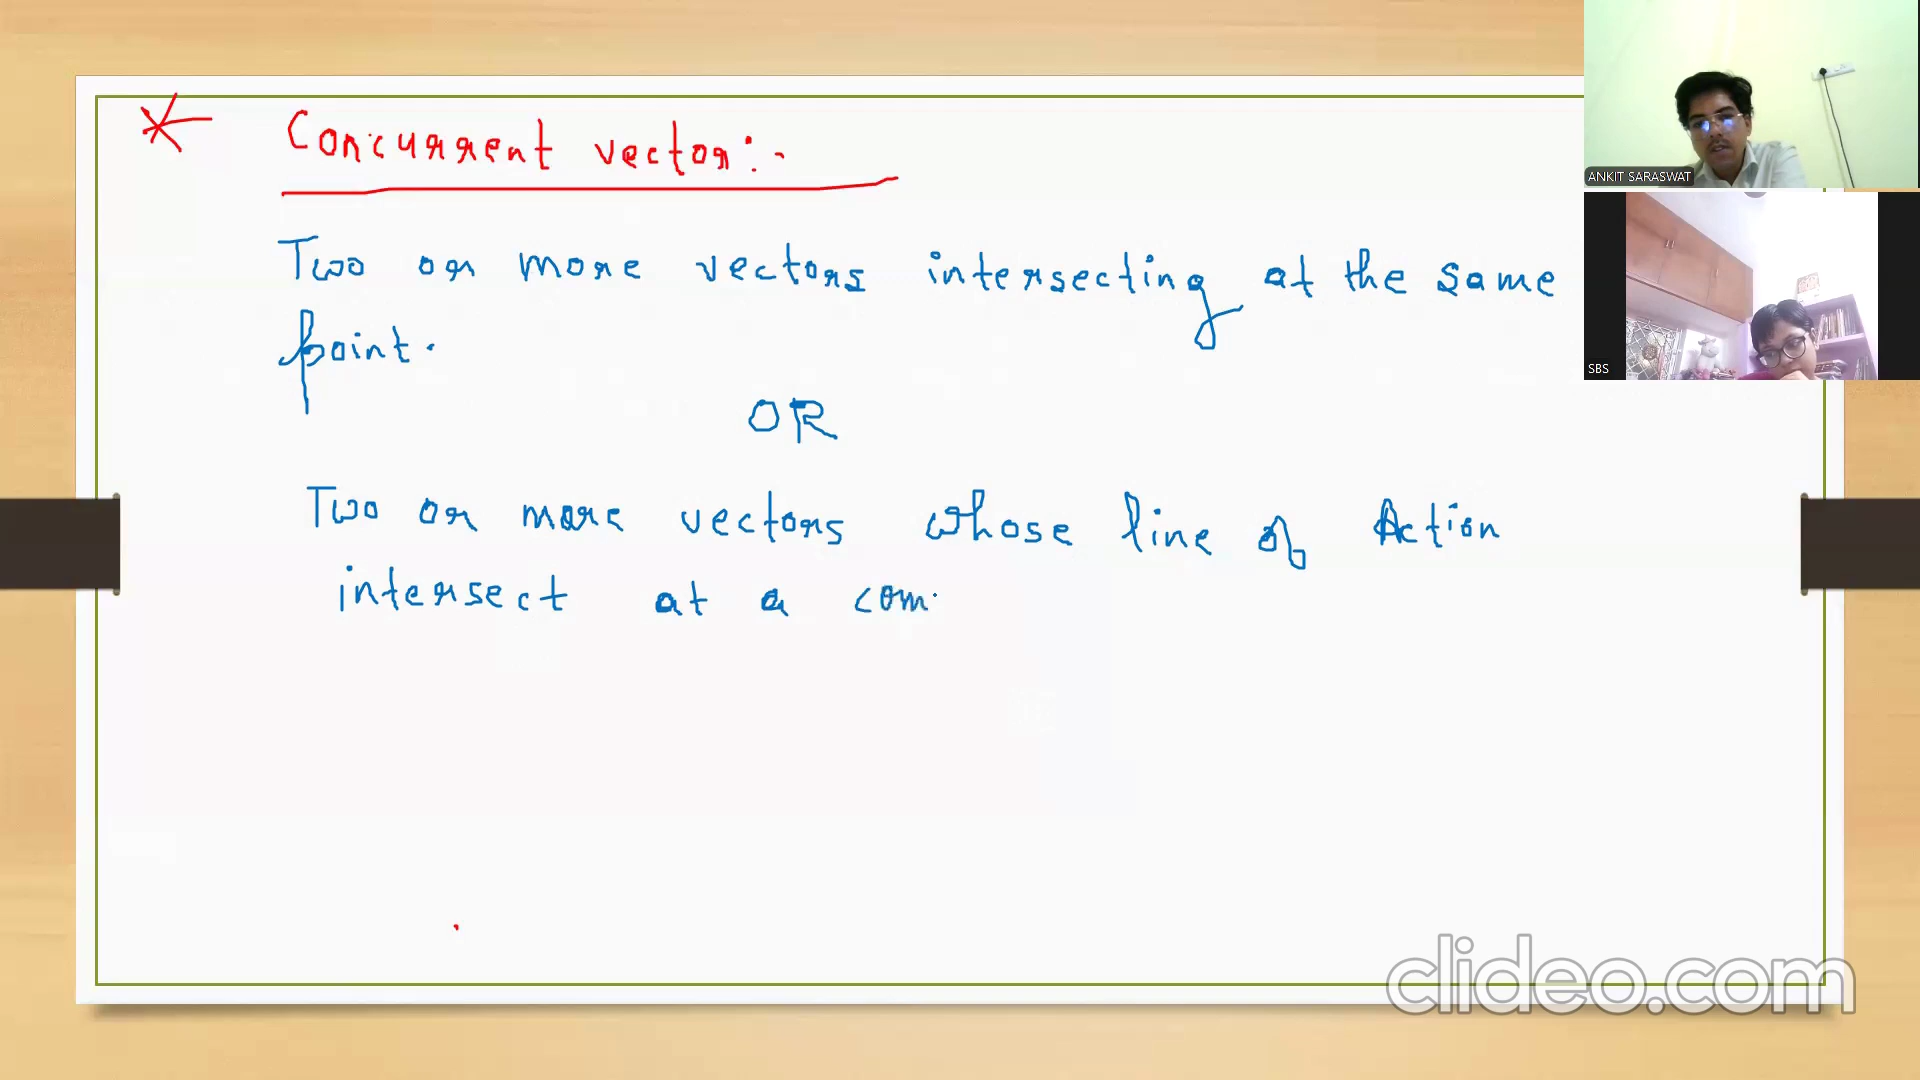 Concurrent vector:-
Two or more vectors intersecting at the same
point.
OR
Two or more vectors whose line of Action
intersect at a com
ANKIT SARASWAT
SBS
clideo.com